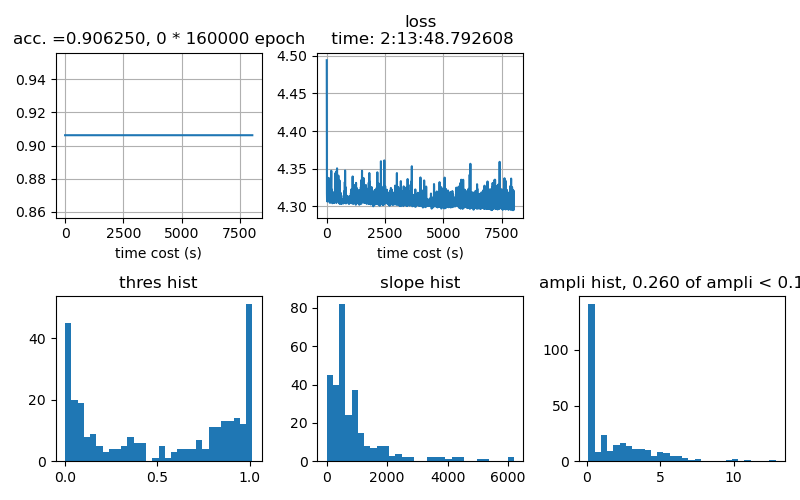 acc. =0.906250, 0 * 160000 epoch
0.94
0.92
0.90
0.88
0.86
0 2500 5000 7500
time cost (s)
loss
time: 2:13:48.792608
4.50
4.45
4.40
4.35
4.30
0 2500 5000 7500
time cost (s)
thres hist
40
20
0
0.0 0.5 1.0
slope hist
80
60
40
20
0
0 2000 4000 6000
ampli hist, 0.260 of ampli < 0.1
100
50
0
0 5 10